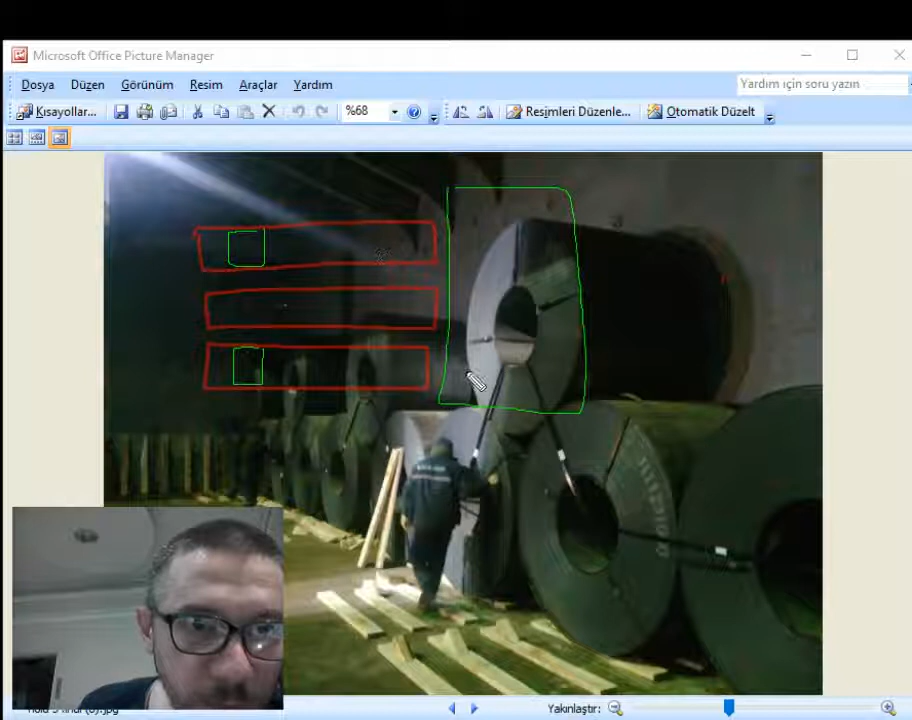 Microsoft Office Picture Manager
Dosya Düzen Görünüm Resim Araçlar Yardım
Yardım için soru yazın
Kısayollar... %68 Resimleri Düzenle... Otomatik Düzelt
Yakınlaştır: